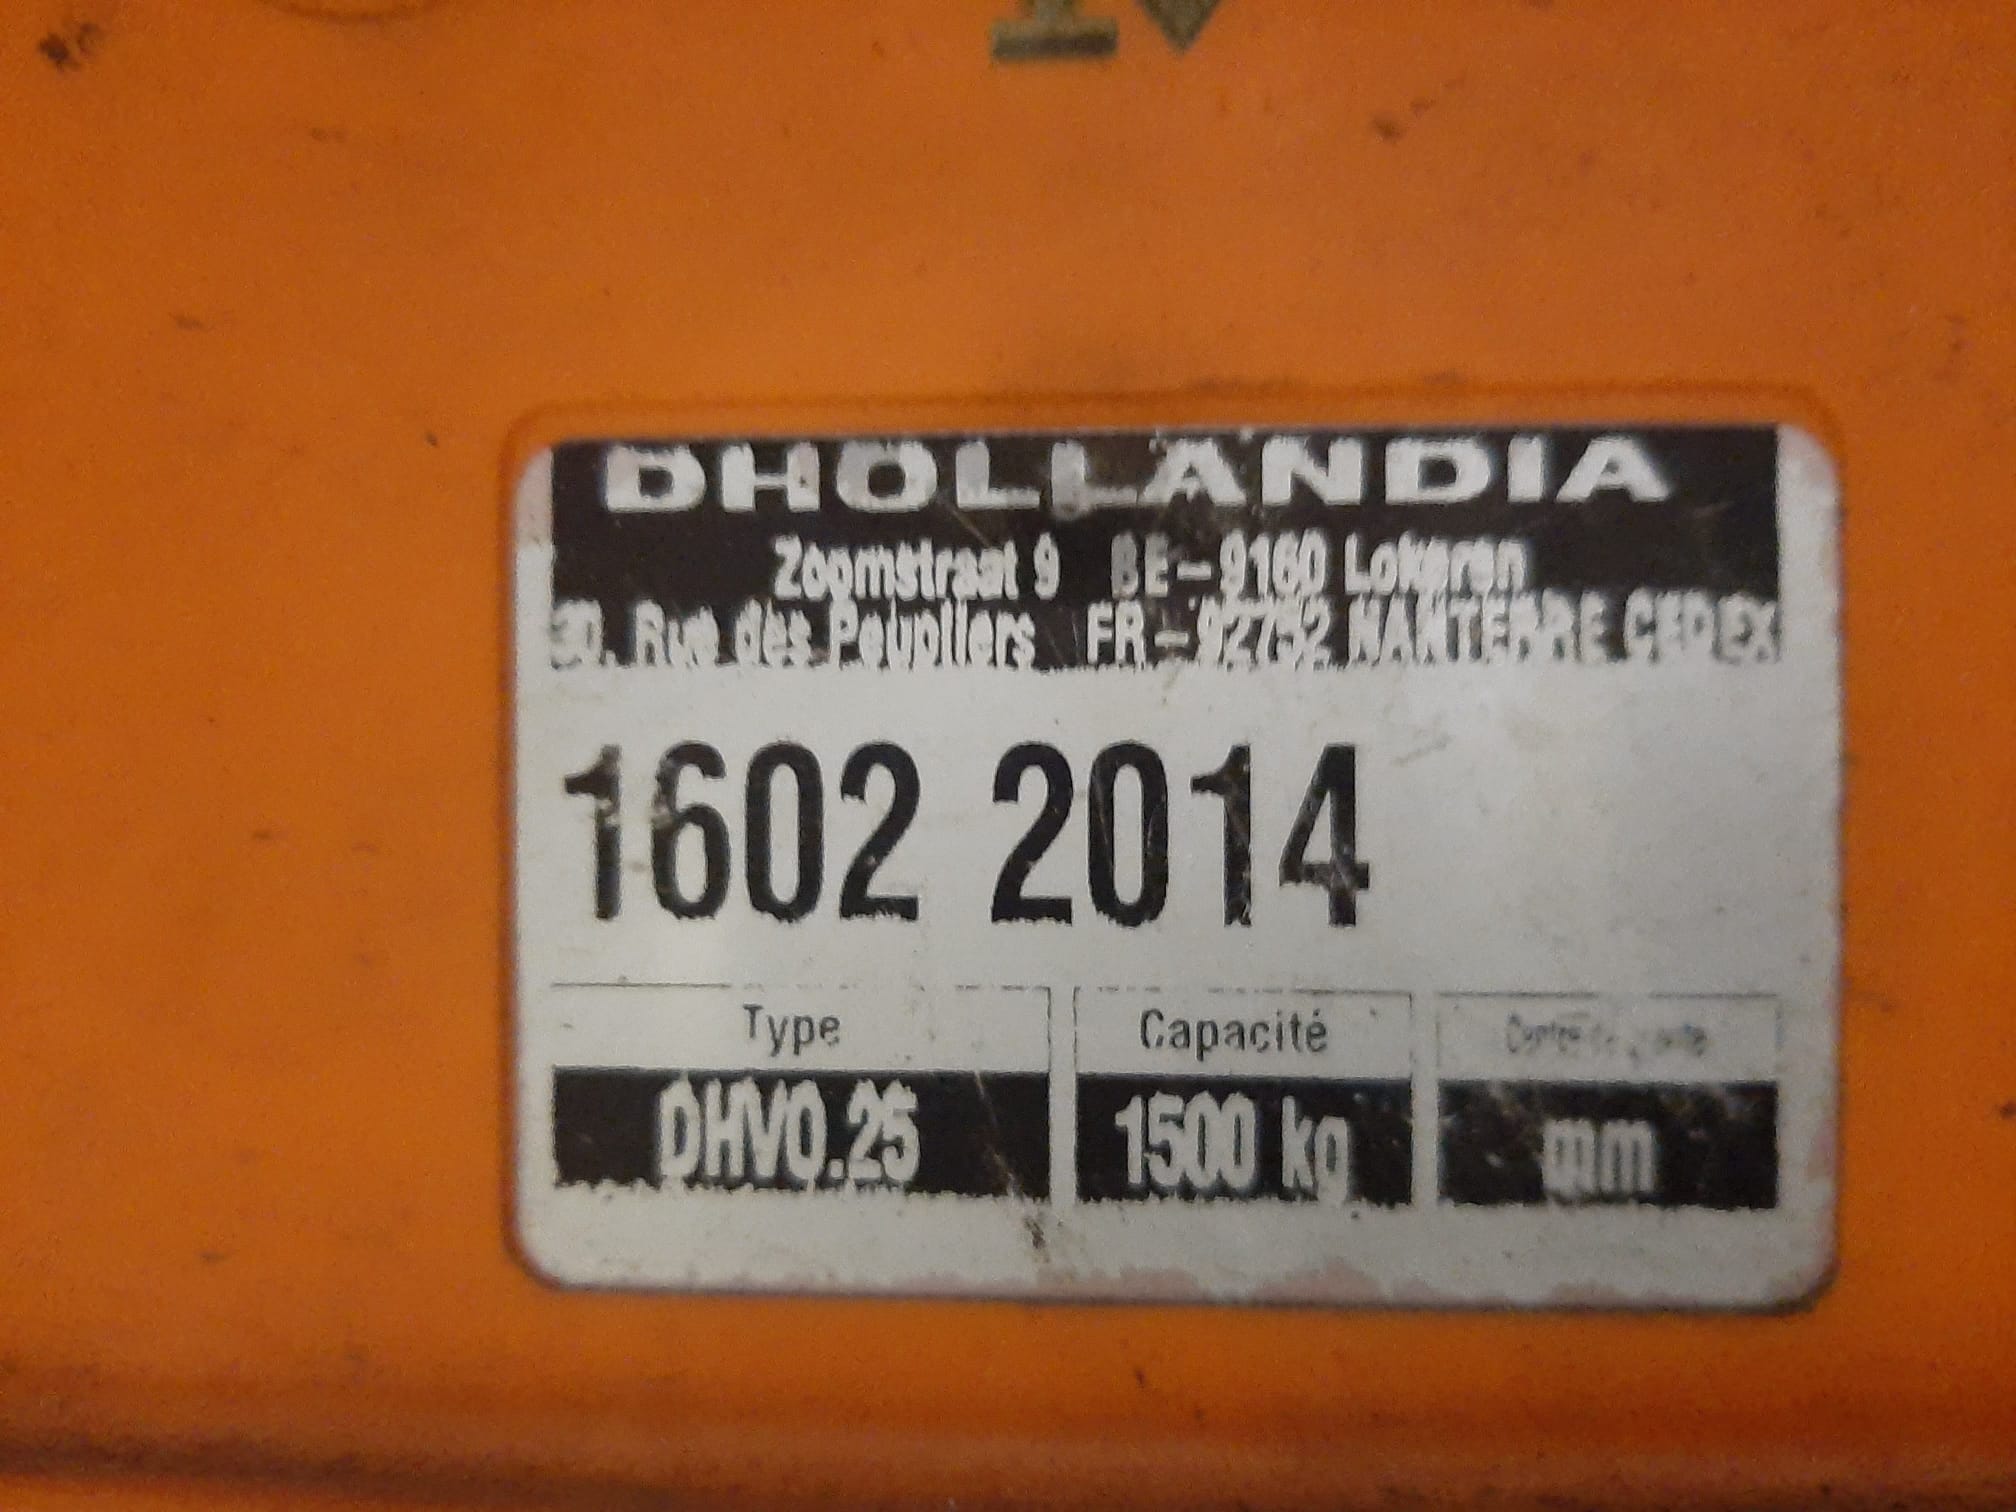 DHOLLANDIA
Zoomstraat 9 BE-9160 Lokeren
30, Rue des Peupliers FR-92752 NANTERRE CEDEX
1602 2014
Type Capacité
DHV0.25 1500 kg mm